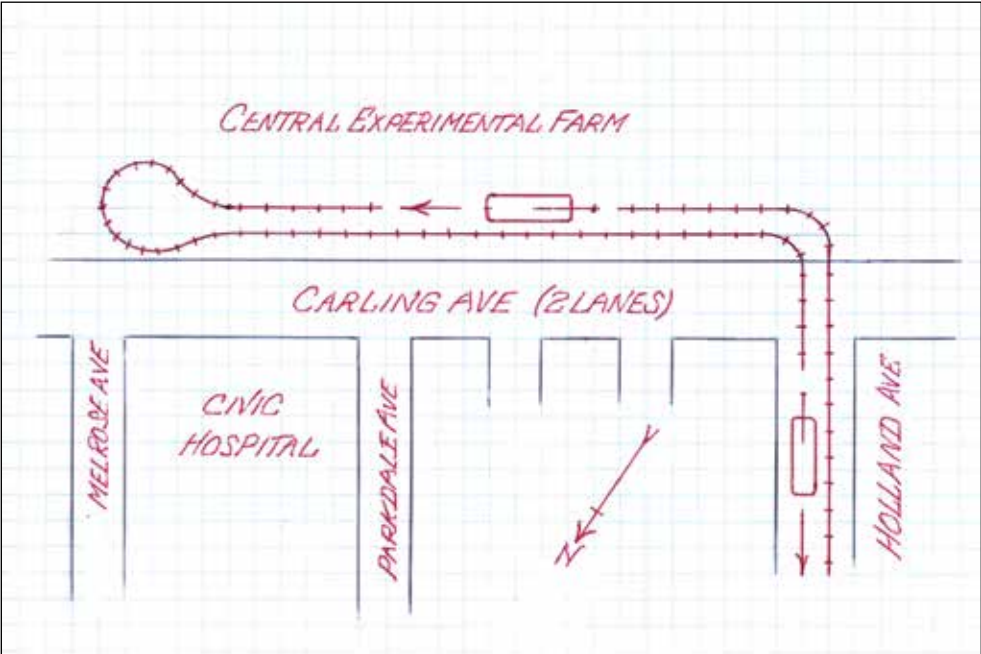 CENTRAL EXPERIMENTAL FARM
CARLING AVE (2 LANES)
MELROSE AVE
CIVIC
HOSPITAL
PARKDALE AVE
N
HOLLAND AVE